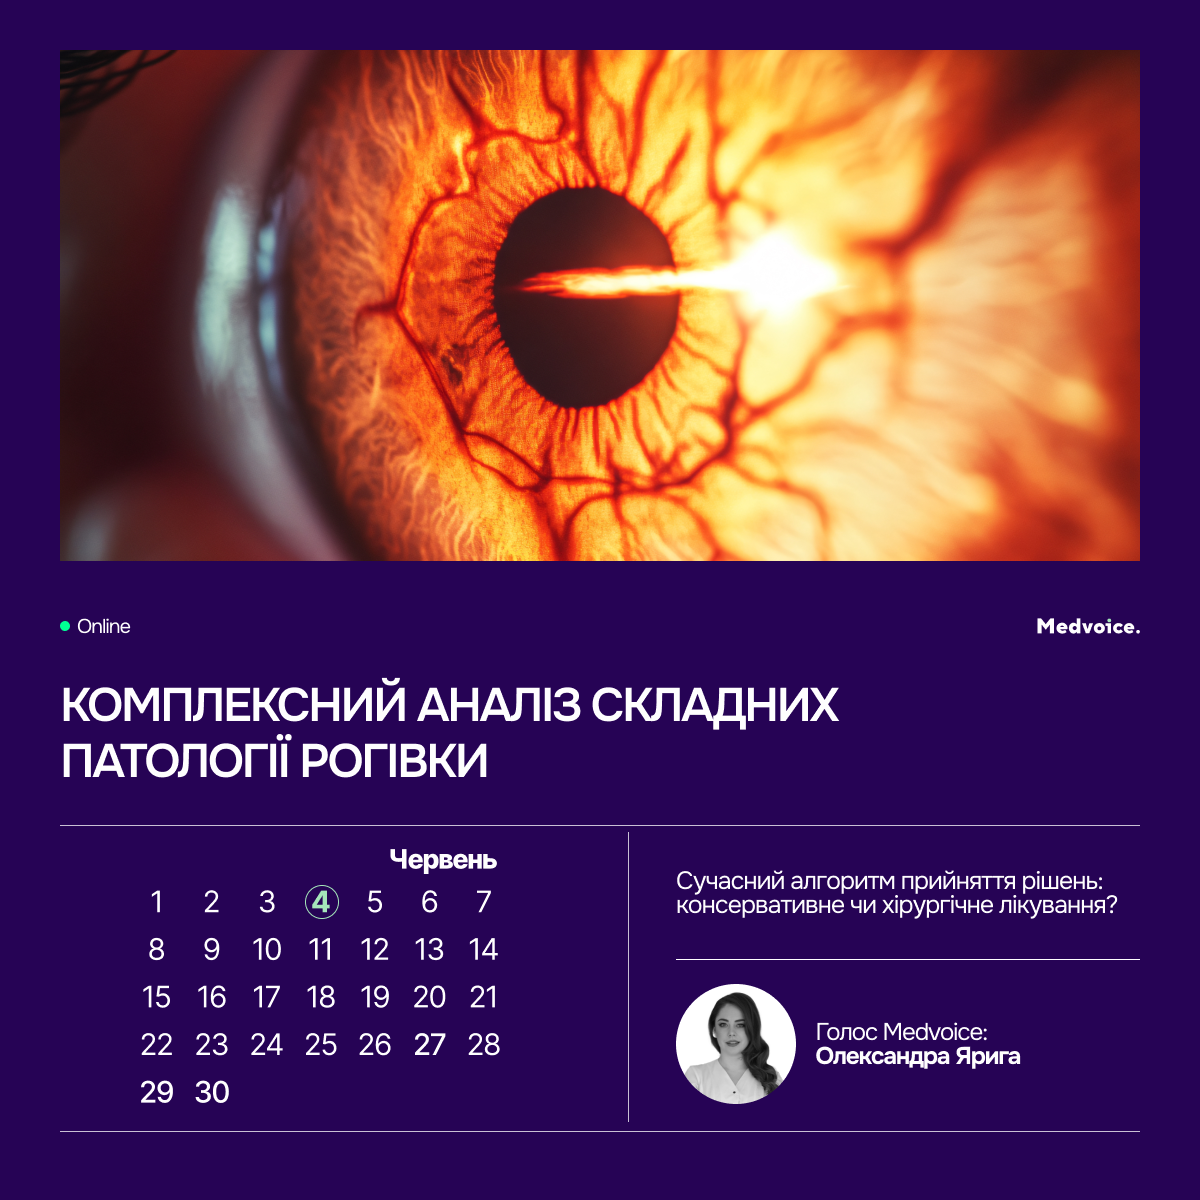 Online
Medvoice.
КОМПЛЕКСНИЙ АНАЛІЗ СКЛАДНИХ
ПАТОЛОГІЇ РОГІВКИ
Червень
1 2 3 4 5 6 7
8 9 10 11 12 13 14
15 16 17 18 19 20 21
22 23 24 25 26 27 28
29 30
Сучасний алгоритм прийняття рішень:
консервативне чи хірургічне лікування?
Голос Medvoice:
Олександра Ярига